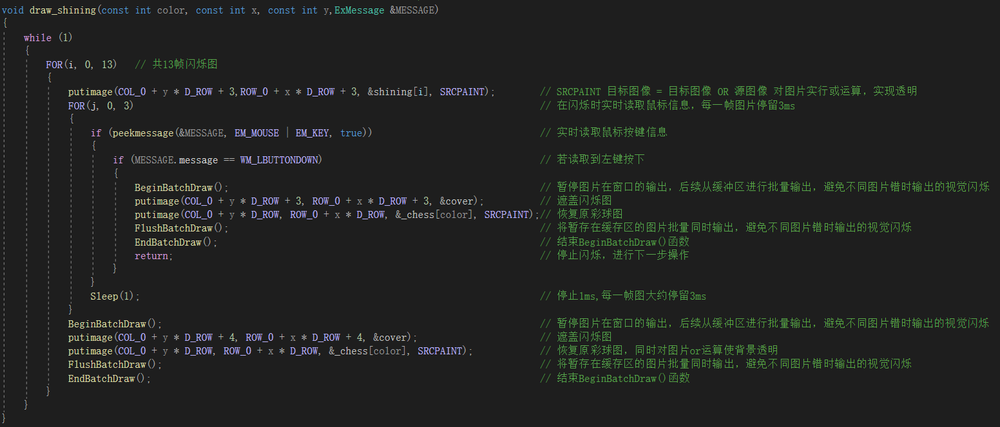 void draw_shining(const int color, const int x, const int y,ExMessage &MESSAGE)
{
while (1)
{
FOR(i, 0, 13) // 共13帧闪烁图
{
putimage(COL_0 + y * D_ROW + 3,ROW_0 + x * D_ROW + 3, &shining[i], SRCPAINT); // SRCPAINT 目标图像 = 目标图像 OR 源图像 对图片实行或运算，实现透明
FOR(j, 0, 3) // 在闪烁时实时读取鼠标信息，每一帧图片停留3ms
{
if (peekmessage(&MESSAGE, EM_MOUSE | EM_KEY, true)) // 实时读取鼠标按键信息
{
if (MESSAGE.message == WM_LBUTTONDOWN) // 若读取到左键按下
{
BeginBatchDraw(); // 暂停图片在窗口的输出，后续从缓冲区进行批量输出，避免不同图片错时输出的视觉闪烁
putimage(COL_0 + y * D_ROW + 3, ROW_0 + x * D_ROW + 3, &cover); // 遮盖闪烁图
putimage(COL_0 + y * D_ROW, ROW_0 + x * D_ROW, &_chess[color], SRCPAINT);// 恢复原彩球图
FlushBatchDraw(); // 将暂存在缓存区的图片批量同时输出，避免不同图片错时输出的视觉闪烁
EndBatchDraw(); // 结束BeginBatchDraw()函数
return; // 停止闪烁，进行下一步操作
}
}
Sleep(1); // 停止1ms,每一帧图大约停留3ms
}
BeginBatchDraw(); // 暂停图片在窗口的输出，后续从缓冲区进行批量输出，避免不同图片错时输出的视觉闪烁
putimage(COL_0 + y * D_ROW + 4, ROW_0 + x * D_ROW + 4, &cover); // 遮盖闪烁图
putimage(COL_0 + y * D_ROW, ROW_0 + x * D_ROW, &_chess[color], SRCPAINT); // 恢复原彩球图，同时对图片or运算使背景透明
FlushBatchDraw(); // 将暂存在缓存区的图片批量同时输出，避免不同图片错时输出的视觉闪烁
EndBatchDraw(); // 结束BeginBatchDraw()函数
}
}
}